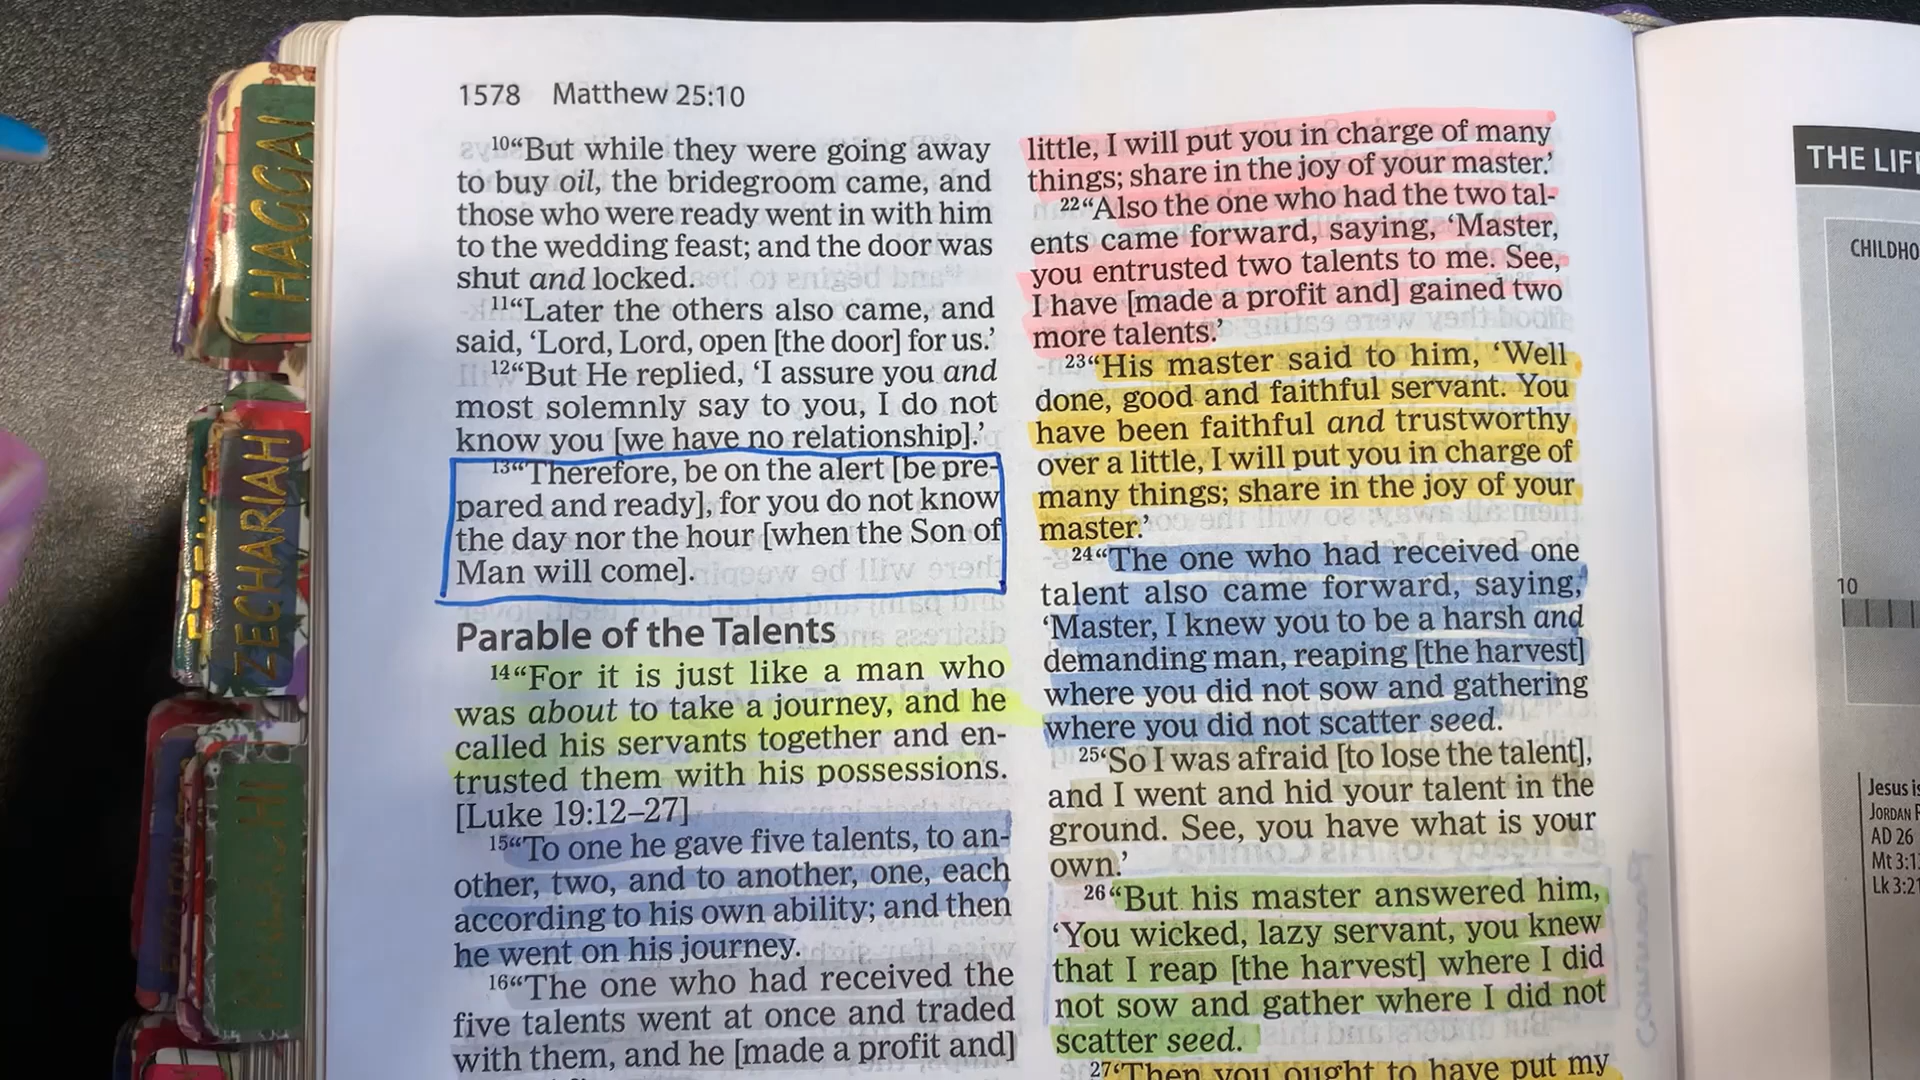 1578 Matthew 25:10
10“But while they were going away
to buy oil, the bridegroom came, and
those who were ready went in with him
to the wedding feast; and the door was
shut and locked.
11“Later the others also came, and
said, ‘Lord, Lord, open [the door] for us.’
12“But He replied, ‘I assure you and
most solemnly say to you, I do not
know you [we have no relationship].’
13“Therefore, be on the alert [be pre-
pared and ready], for you do not know
the day nor the hour [when the Son of
Man will come].
Parable of the Talents
14“For it is just like a man who
was about to take a journey, and he
called his servants together and en-
trusted them with his possessions.
[Luke 19:12–27]
15“To one he gave five talents, to an-
other, two, and to another, one, each
according to his own ability; and then
he went on his journey.
16“The one who had received the
five talents went at once and traded
with them, and he [made a profit and]
little, I will put you in charge of many
things; share in the joy of your master.’
22“Also the one who had the two tal-
ents came forward, saying, ‘Master,
you entrusted two talents to me. See,
I have [made a profit and] gained two
more talents.’
23“His master said to him, ‘Well
done, good and faithful servant. You
have been faithful and trustworthy
over a little, I will put you in charge of
many things; share in the joy of your
master.’
24“The one who had received one
talent also came forward, saying,
‘Master, I knew you to be a harsh and
demanding man, reaping [the harvest]
where you did not sow and gathering
where you did not scatter seed.
25‘So I was afraid [to lose the talent],
and I went and hid your talent in the
ground. See, you have what is your
own.’
26“But his master answered him,
‘You wicked, lazy servant, you knew
that I reap [the harvest] where I did
not sow and gather where I did not
scatter seed.
27‘Then you ought to have put my
HAGGAI
ZECHARIAH
MALACHI
THE LIF
CHILDHO
10
Jesus is
JORDAN
AD 26
Mt 3:1
Lk 3:2